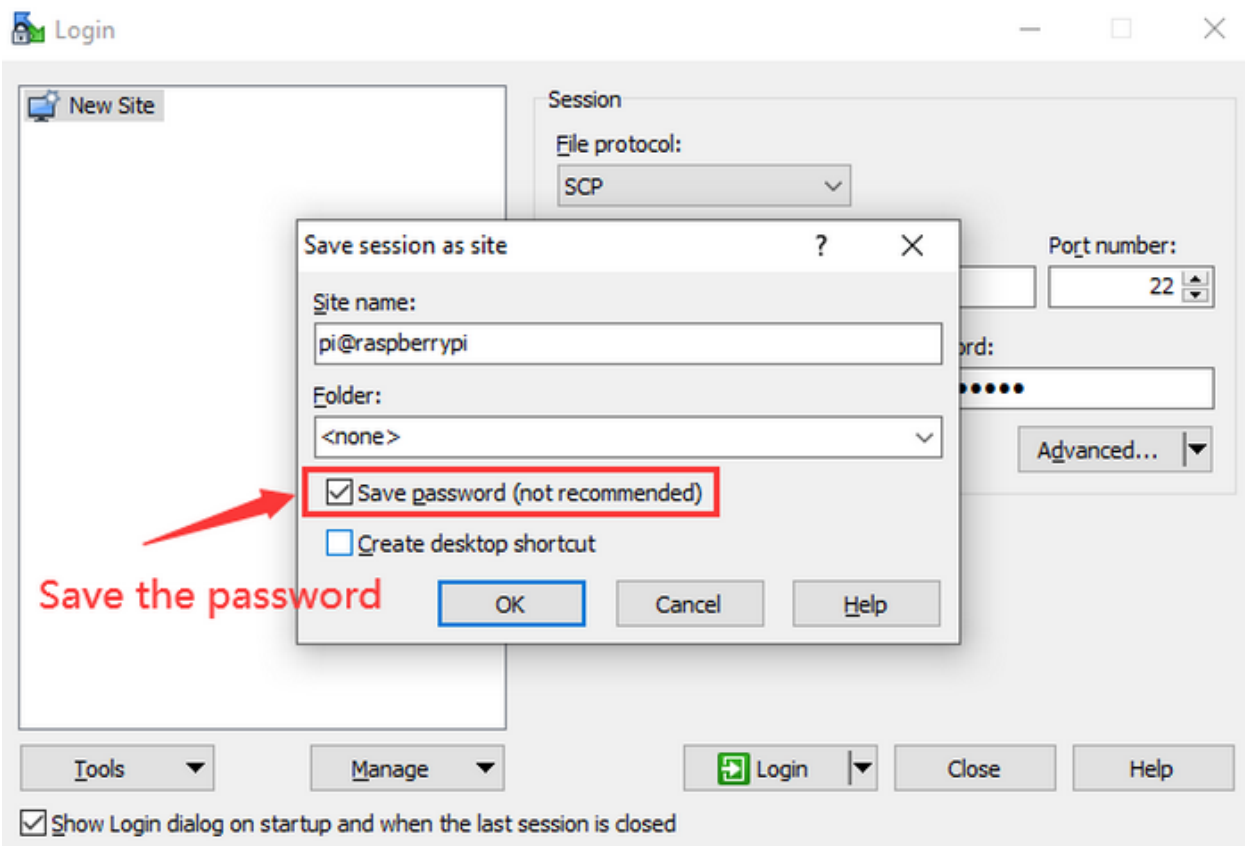 Login
New Site
Session
File protocol:
SCP
Save session as site
?
Port number:
22
Site name:
pi@raspberrypi
Folder:
<none>
Advanced...
Save password (not recommended)
Create desktop shortcut
Save the password
OK
Cancel
Help
Tools
Manage
Login
Close
Help
Show Login dialog on startup and when the last session is closed